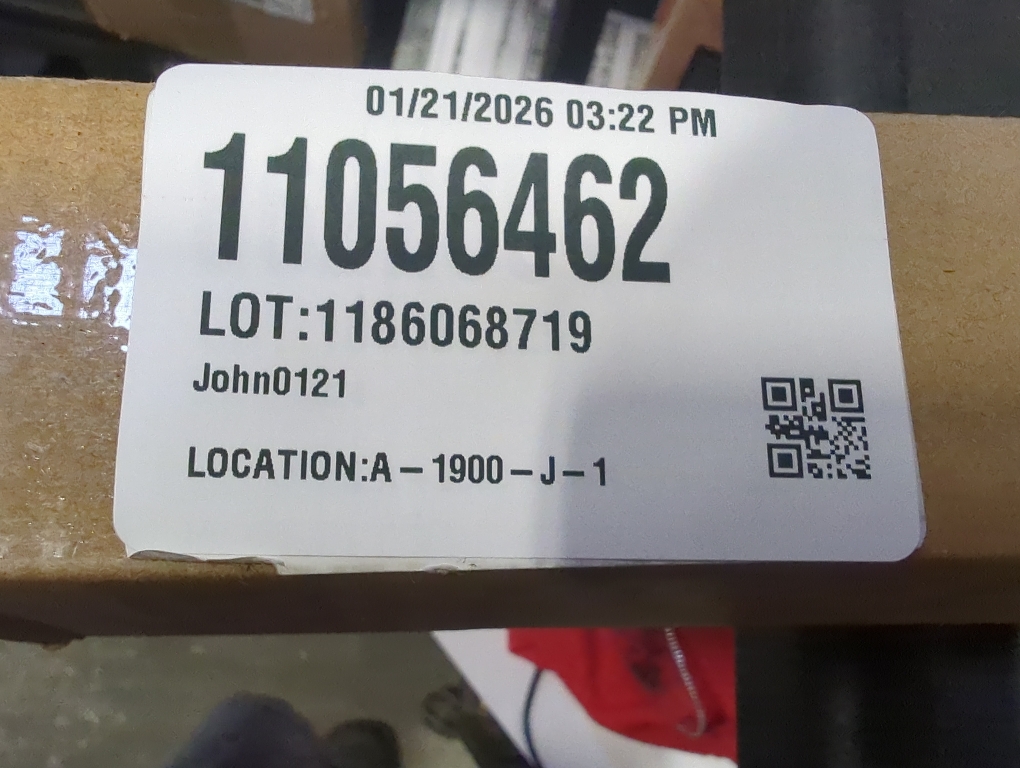 01/21/2026 03:22 PM
11056462
LOT:1186068719
John0121
LOCATION:A-1900-J-1